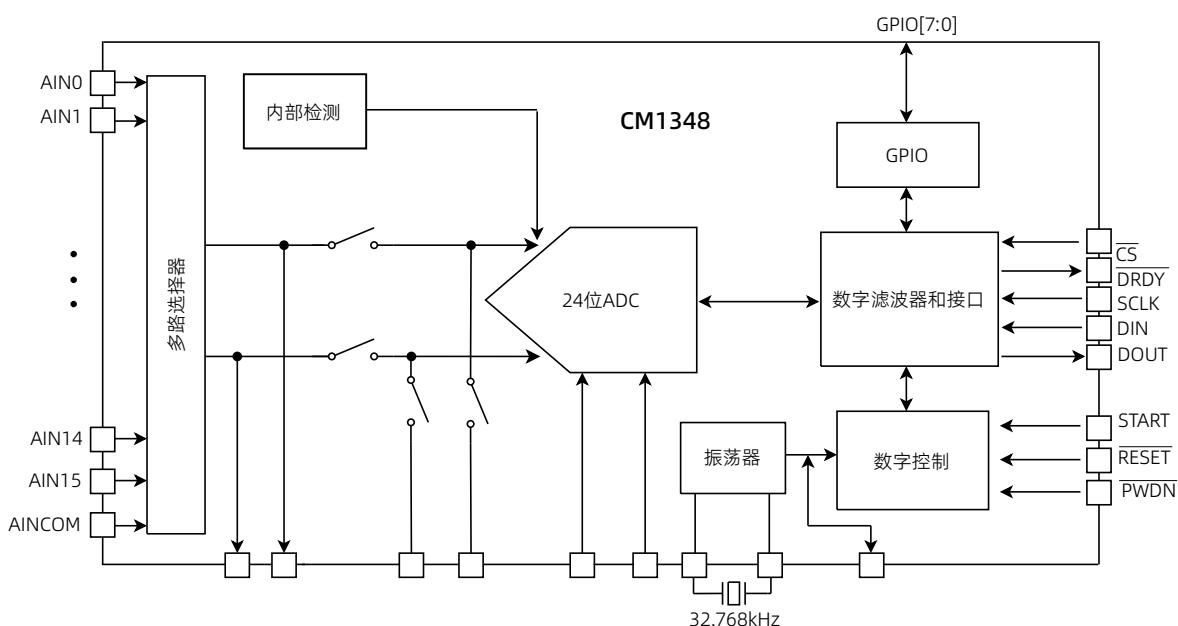 GPIO[7:0]
AIN0
AIN1
内部检测
CM1348
GPIO
多路选择器
24位ADC
数字滤波器和接口
CS
DRDY
SCLK
DIN
DOUT
AIN14
AIN15
AINCOM
振荡器
数字控制
START
RESET
PWDN
32.768kHz